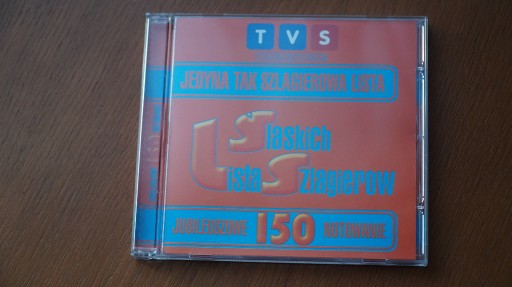 TVS
JEDYNA TAK SZLAGIEROWA LISTA
Śląskich
Lista Szlagierów
JUBILEUSZOWE 150 NOTOWANIE